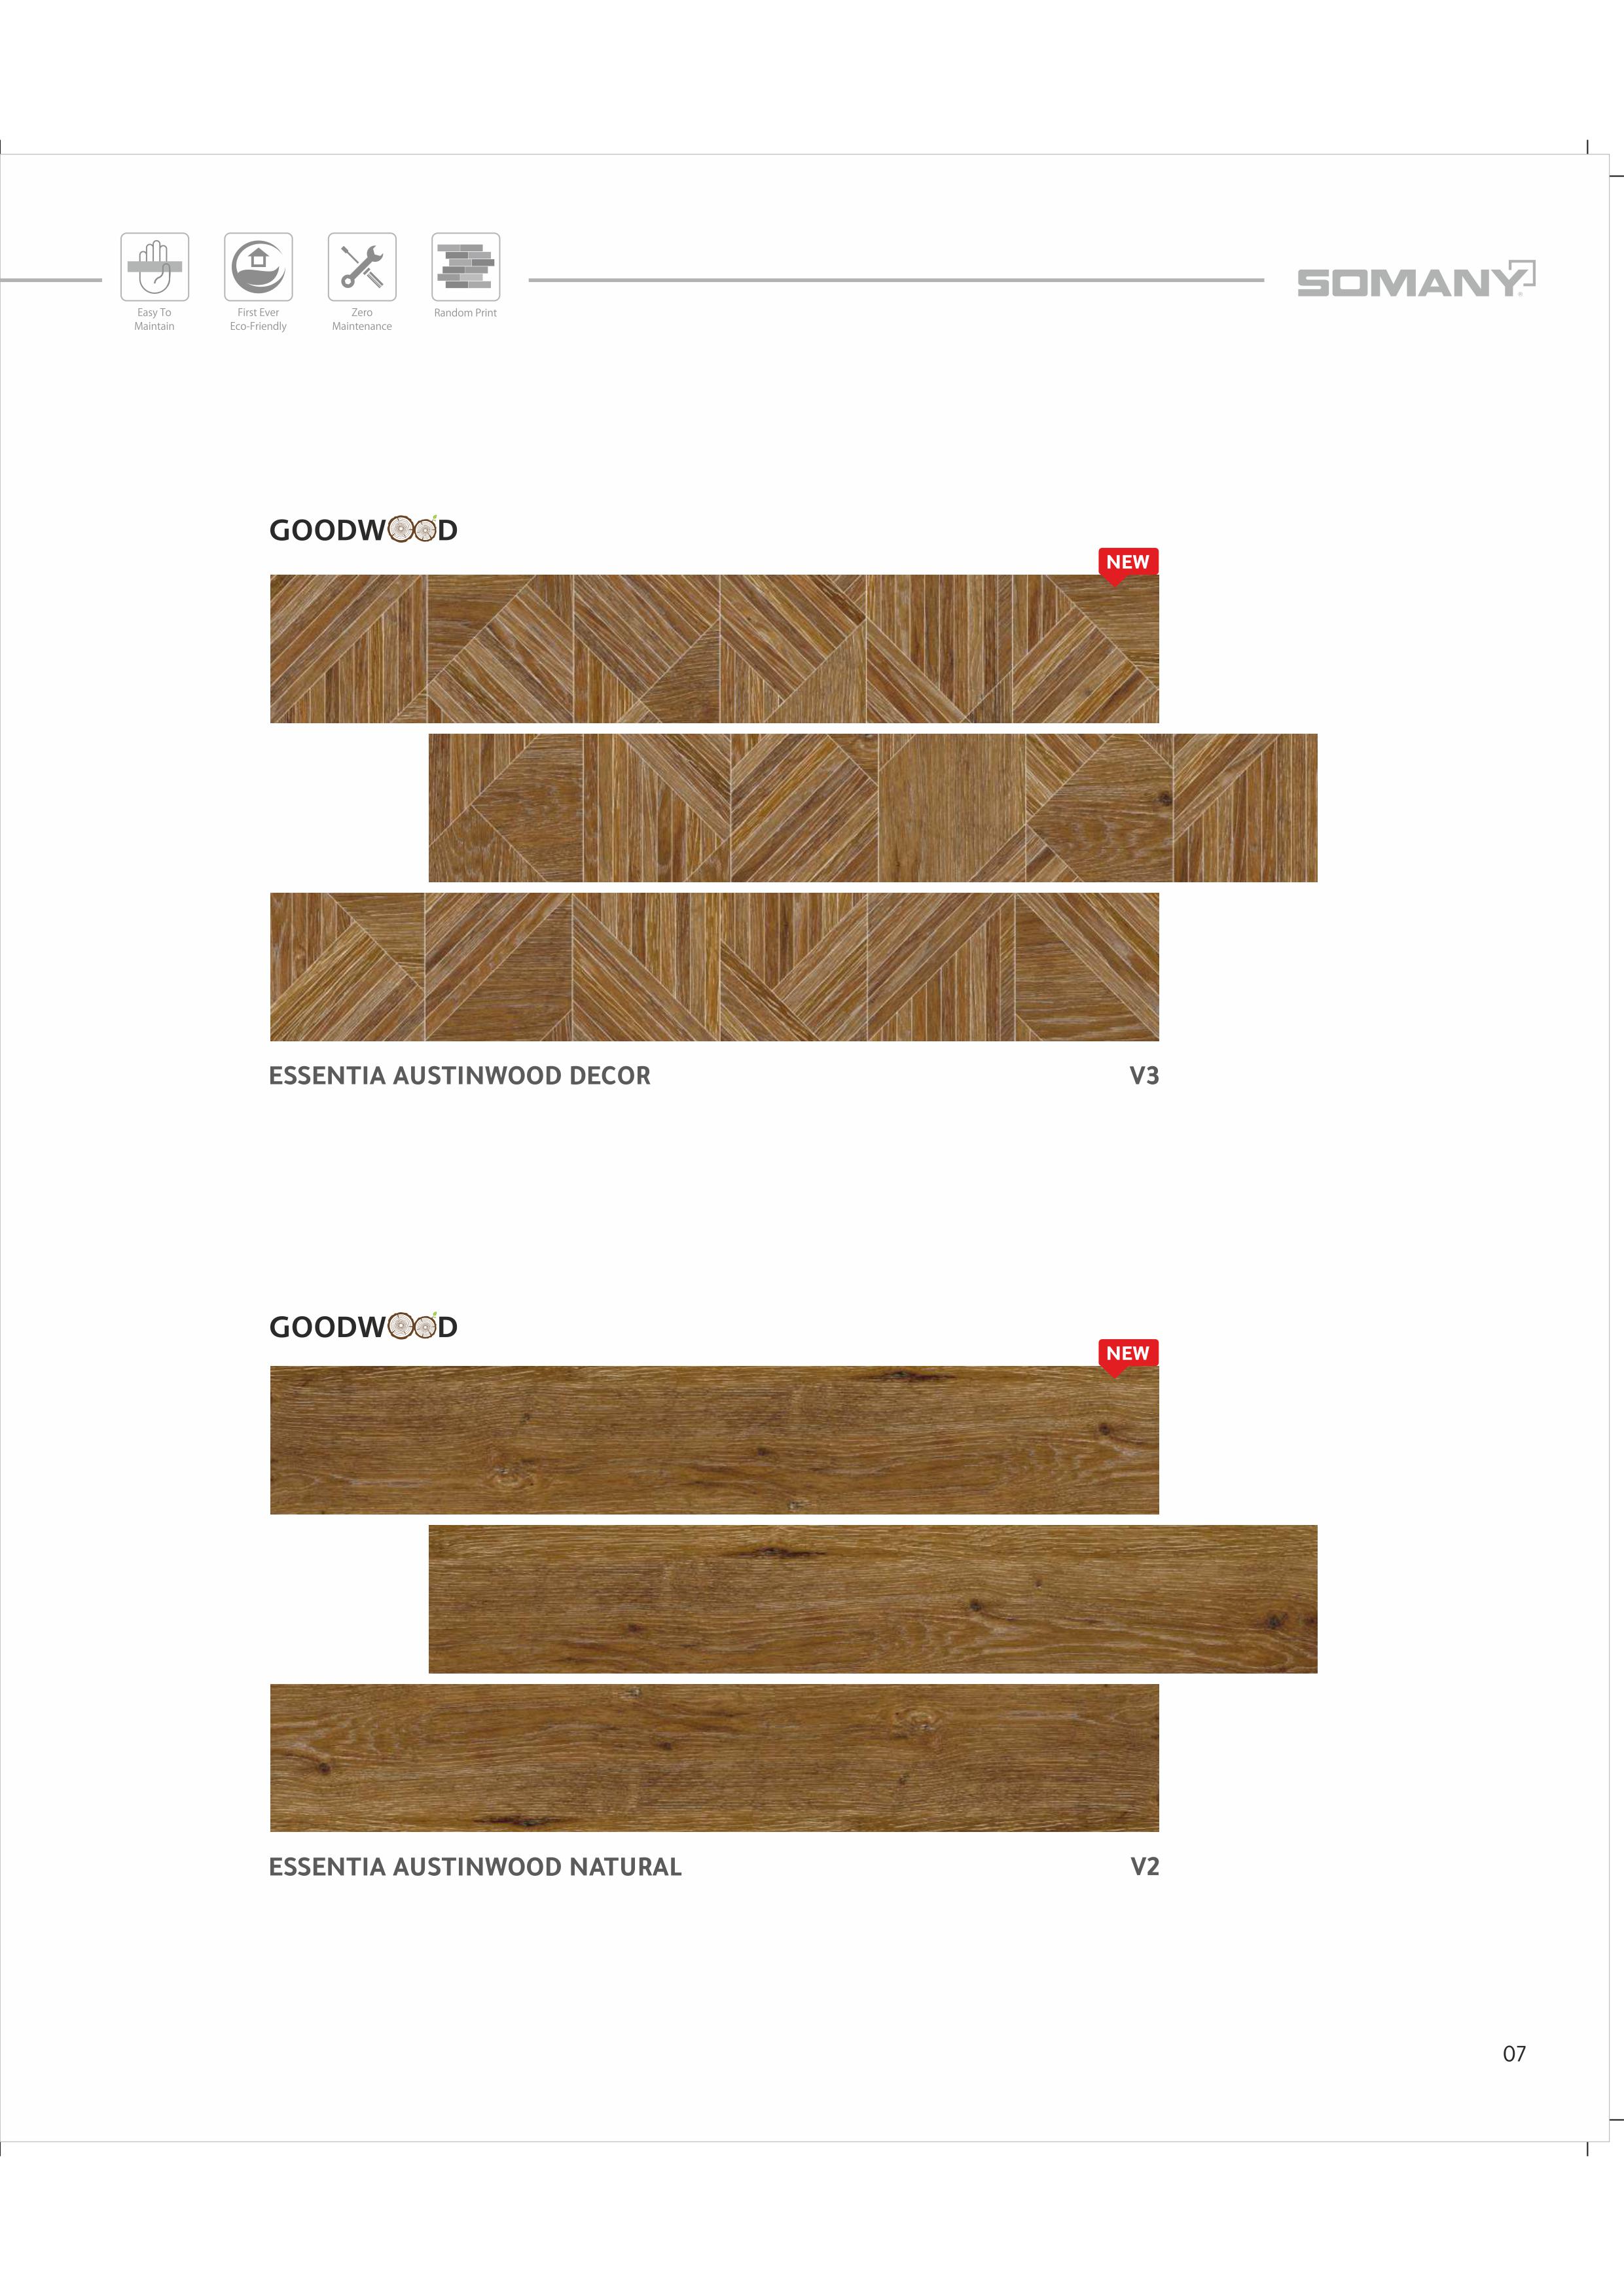 Easy To
Maintain
First Ever
Eco-Friendly
Zero
Maintenance
Random Print
SOMANY
GOODWOOD
NEW
ESSENTIA AUSTINWOOD DECOR V3
GOODWOOD
NEW
ESSENTIA AUSTINWOOD NATURAL V2
07